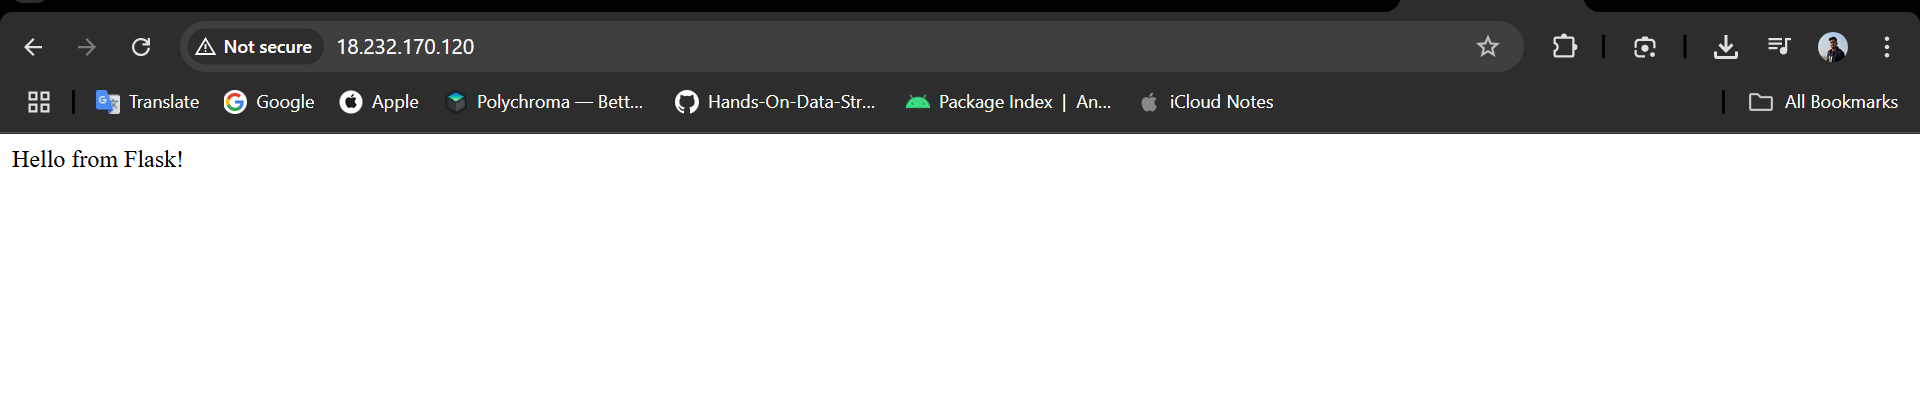 Not secure 18.232.170.120
Translate Google Apple Polychroma — Bett... Hands-On-Data-Str... Package Index | An... iCloud Notes All Bookmarks
Hello from Flask!